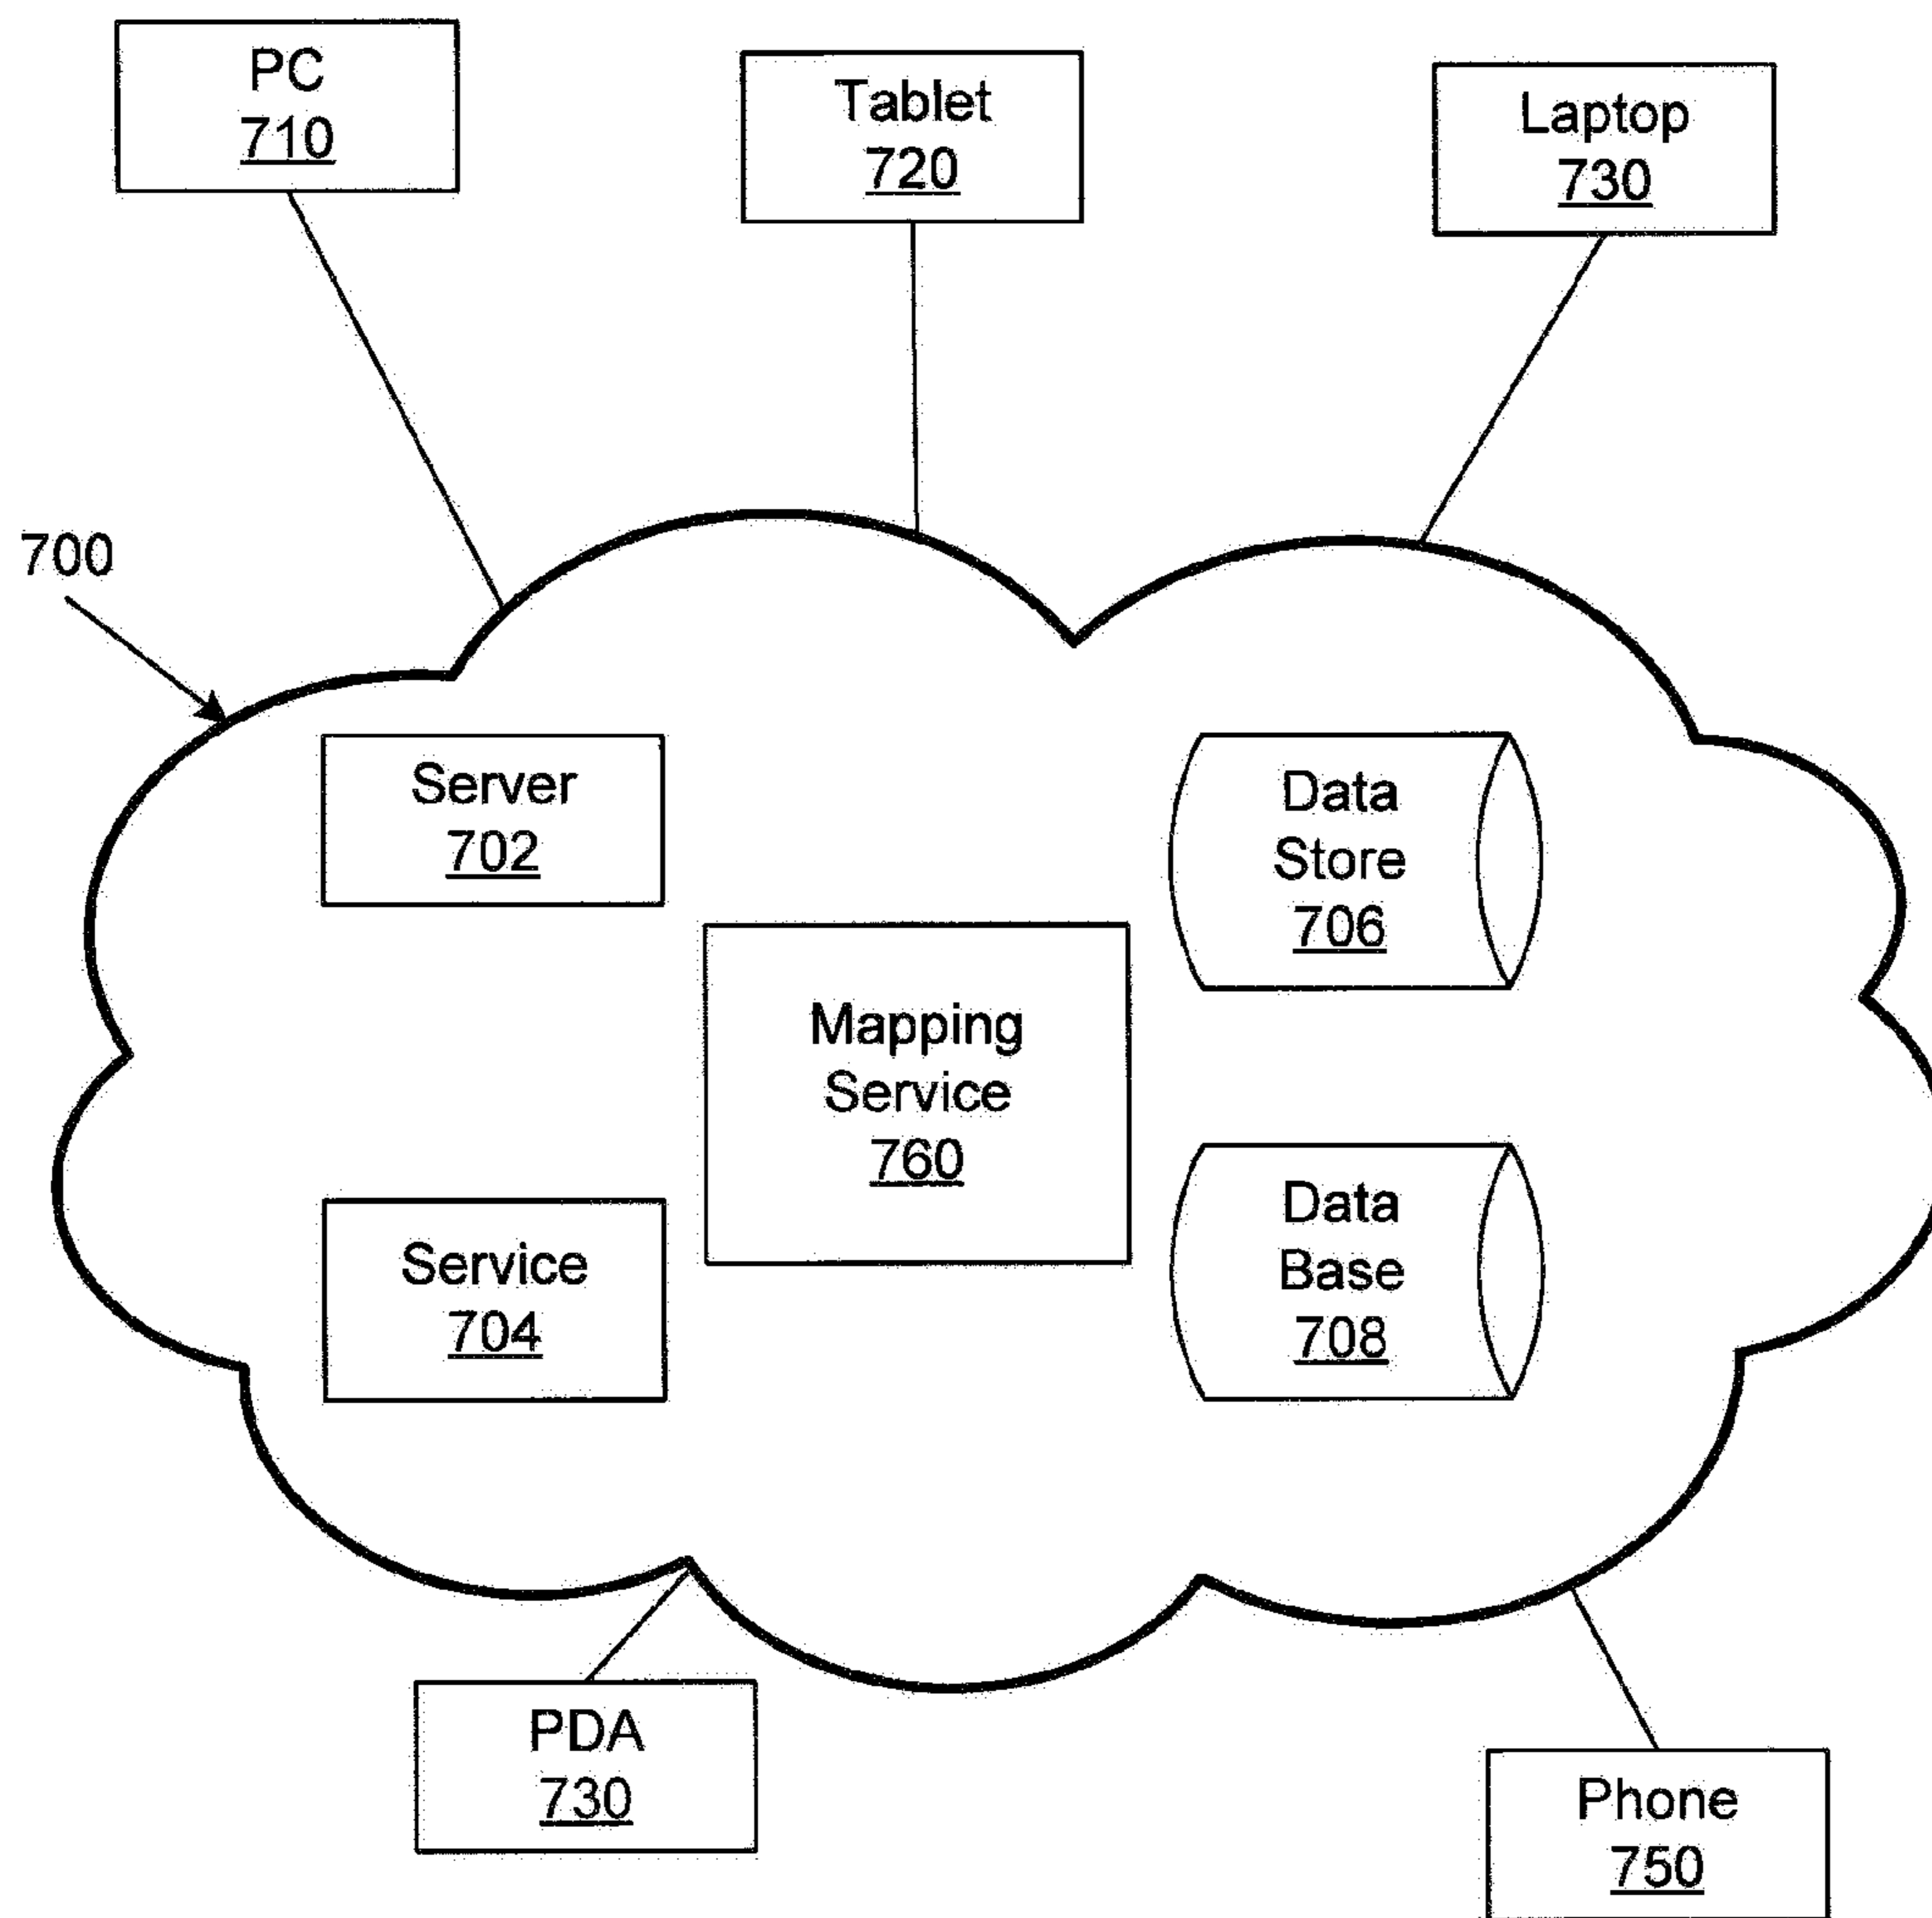 PC
710
Tablet
720
Laptop
730
700
Server
702
Data
Store
706
Mapping
Service
760
Service
704
Data
Base
708
PDA
730
Phone
750